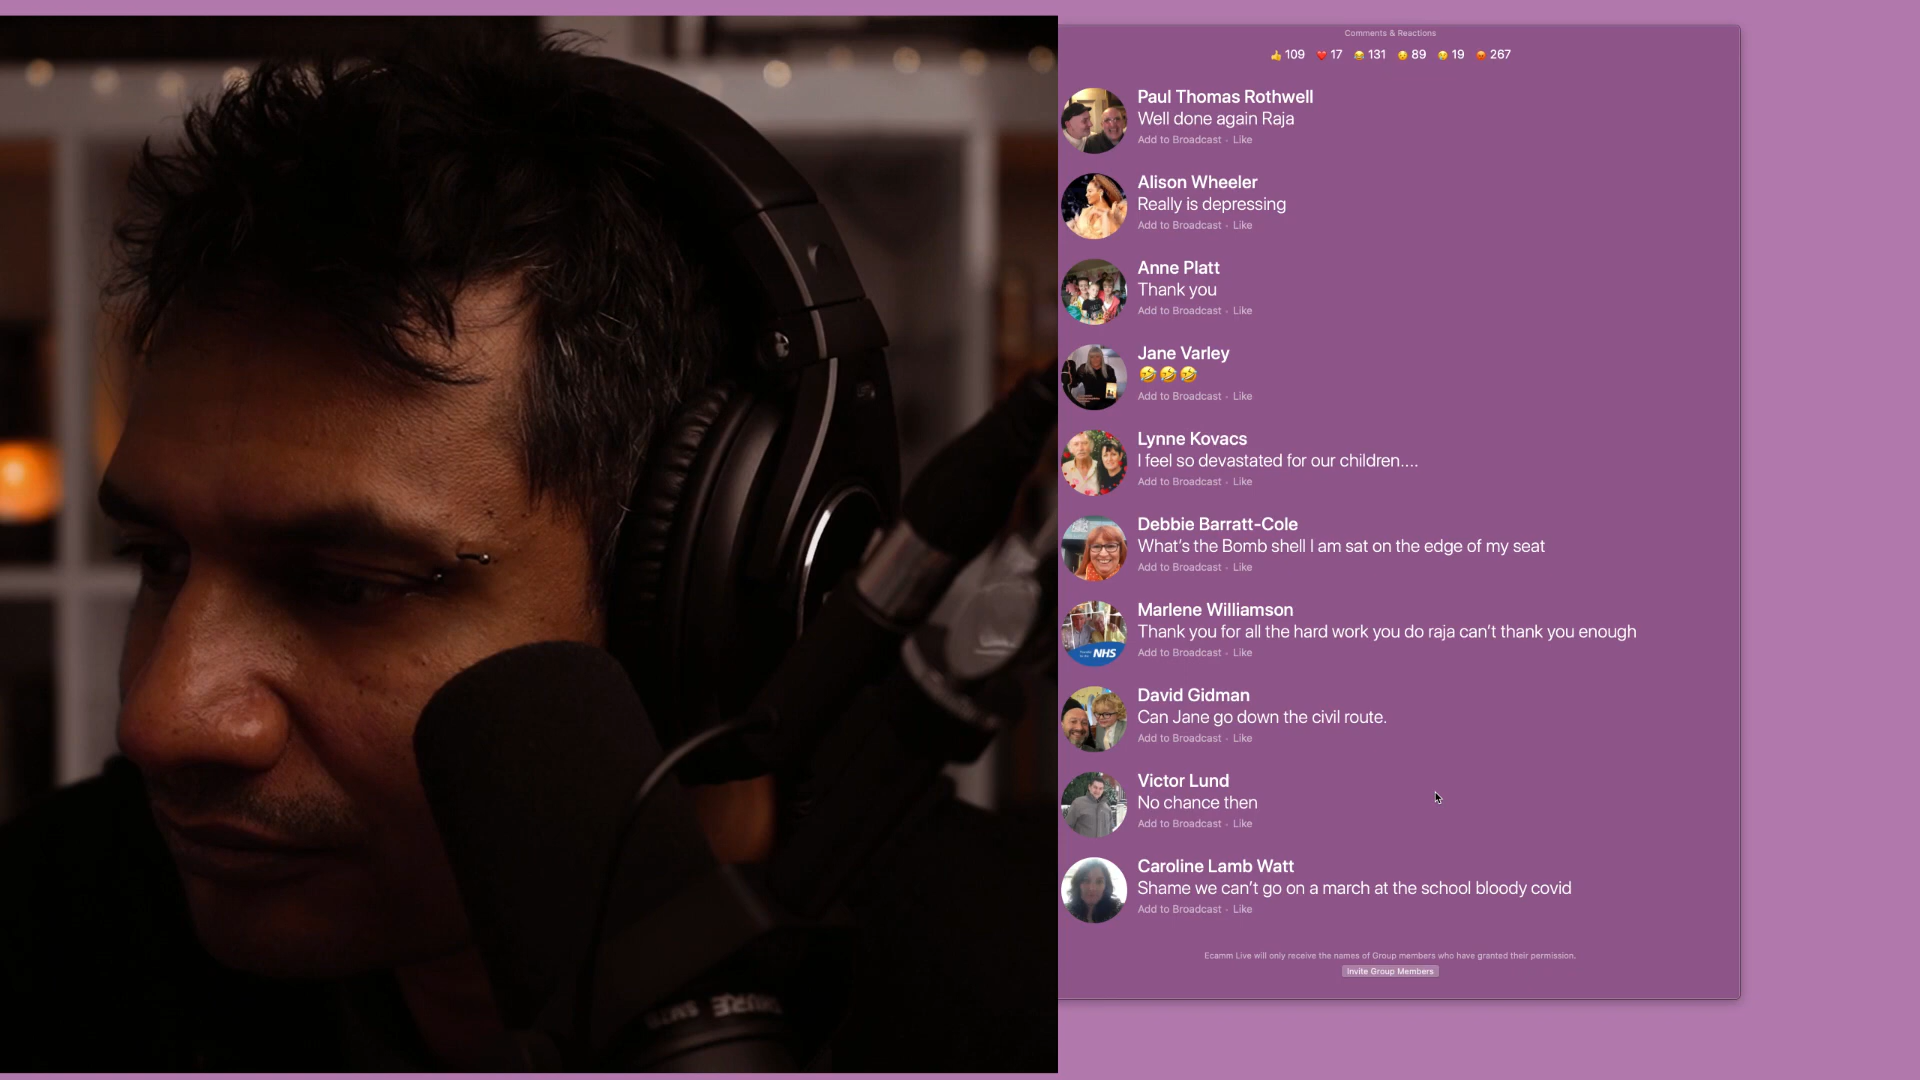 Comments & Reactions
👍 109 ❤️ 17 😂 131 😢 89 😊 19 😡 267
Paul Thomas Rothwell
Well done again Raja
Add to Broadcast · Like
Alison Wheeler
Really is depressing
Add to Broadcast · Like
Anne Platt
Thank you
Add to Broadcast · Like
Jane Varley
🤣🤣🤣
Add to Broadcast · Like
Lynne Kovacs
I feel so devastated for our children....
Add to Broadcast · Like
Debbie Barratt-Cole
What's the Bomb shell I am sat on the edge of my seat
Add to Broadcast · Like
Marlene Williamson
Thank you for all the hard work you do raja can't thank you enough
NHS
Add to Broadcast · Like
David Gidman
Can Jane go down the civil route.
Add to Broadcast · Like
Victor Lund
No chance then
Add to Broadcast · Like
Caroline Lamb Watt
Shame we can't go on a march at the school bloody covid
Add to Broadcast · Like
Ecamm Live will only receive the names of Group members who have granted their permission.
Invite Group Members
SHURE SM7B